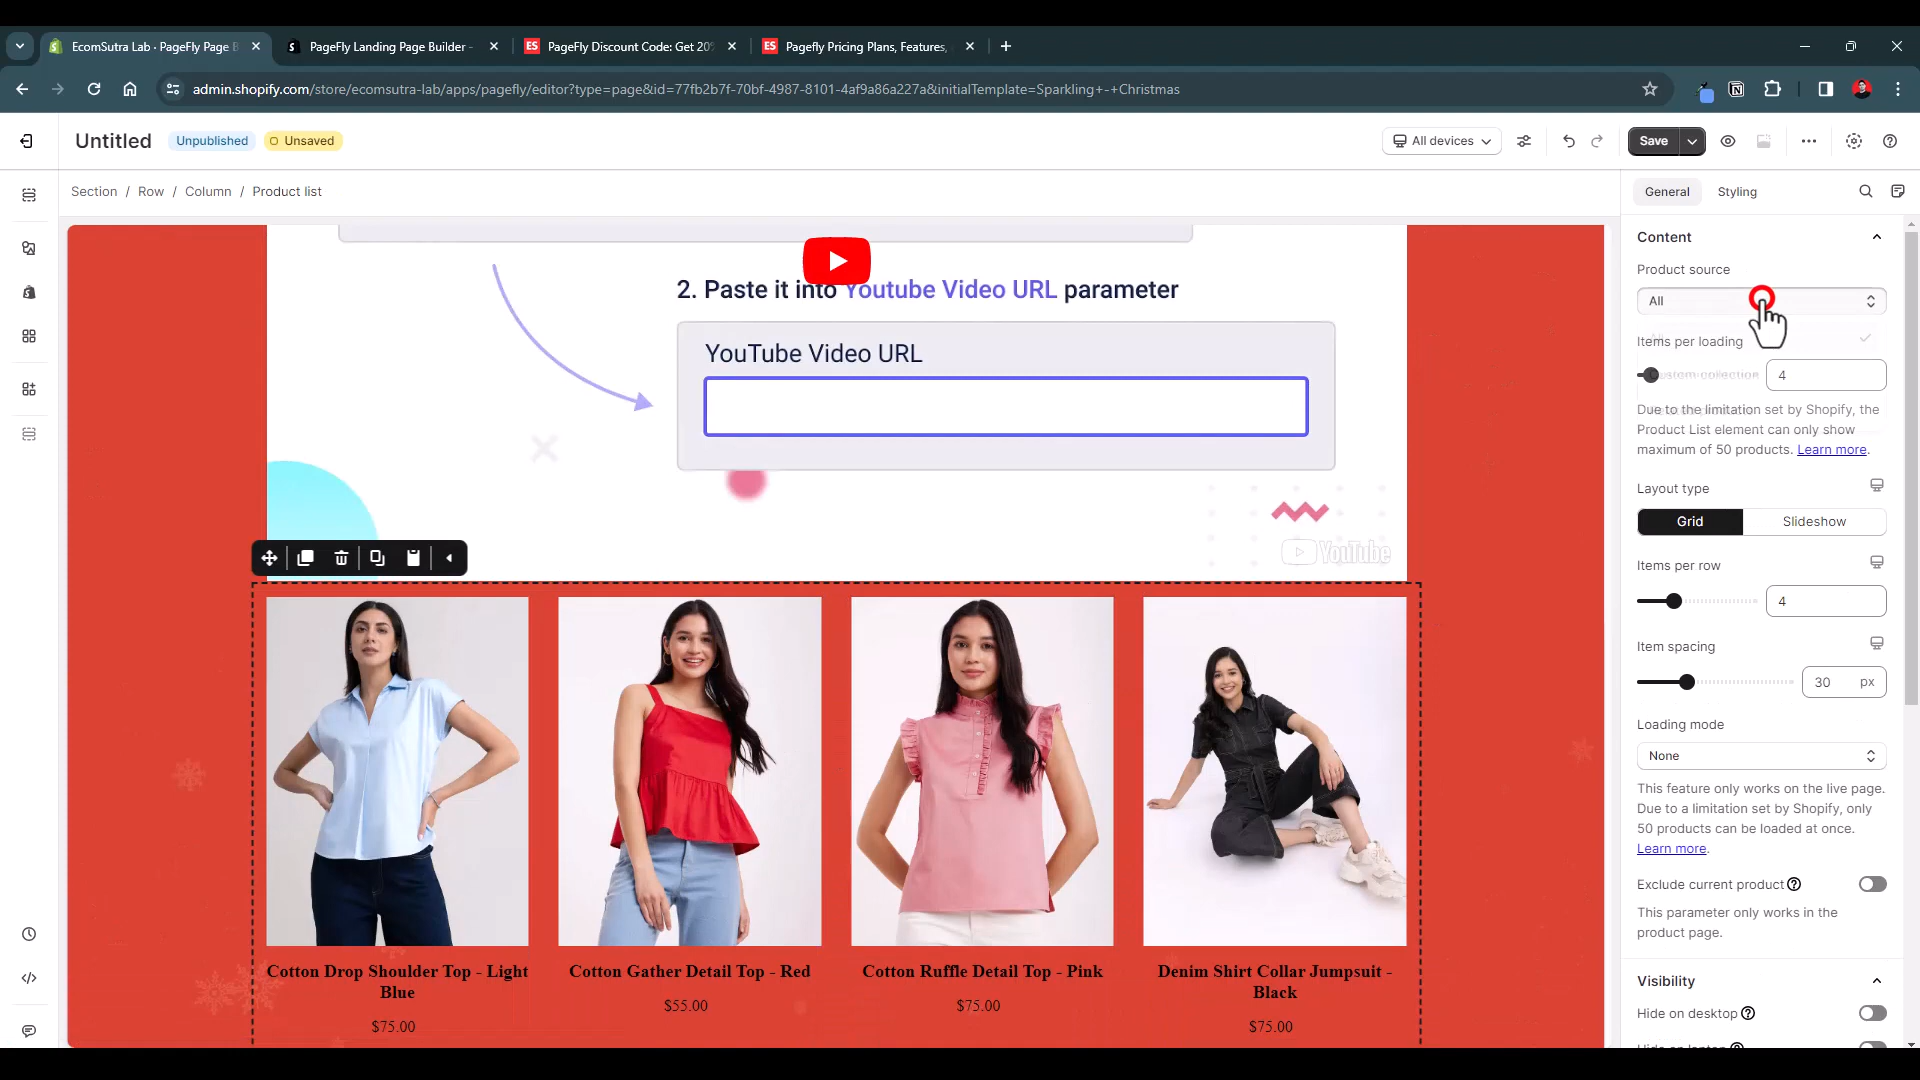 EcomSutra Lab · PageFly Page B
PageFly Landing Page Builder -
ES PageFly Discount Code: Get 20
ES Pagefly Pricing Plans, Features,
admin.shopify.com/store/ecomsutra-lab/apps/pagefly/editor?type=page&id=77fb2b7f-70bf-4987-8101-4af9a86a227a&initialTemplate=Sparkling+-+Christmas
Untitled
Unpublished
Unsaved
All devices
Save
Section / Row / Column / Product list
General
Styling
2. Paste it into Youtube Video URL parameter
YouTube Video URL
YouTube
Cotton Drop Shoulder Top - Light
Blue
$75.00
Cotton Gather Detail Top - Red
$55.00
Cotton Ruffle Detail Top - Pink
$75.00
Denim Shirt Collar Jumpsuit -
Black
$75.00
Content
Product source
All
Items per loading
Custom collection
4
Due to the limitation set by Shopify, the
Product List element can only show
maximum of 50 products. Learn more.
Layout type
Grid
Slideshow
Items per row
4
Item spacing
30 px
Loading mode
None
This feature only works on the live page.
Due to a limitation set by Shopify, only
50 products can be loaded at once.
Learn more.
Exclude current product
This parameter only works in the
product page.
Visibility
Hide on desktop
Hide on laptop